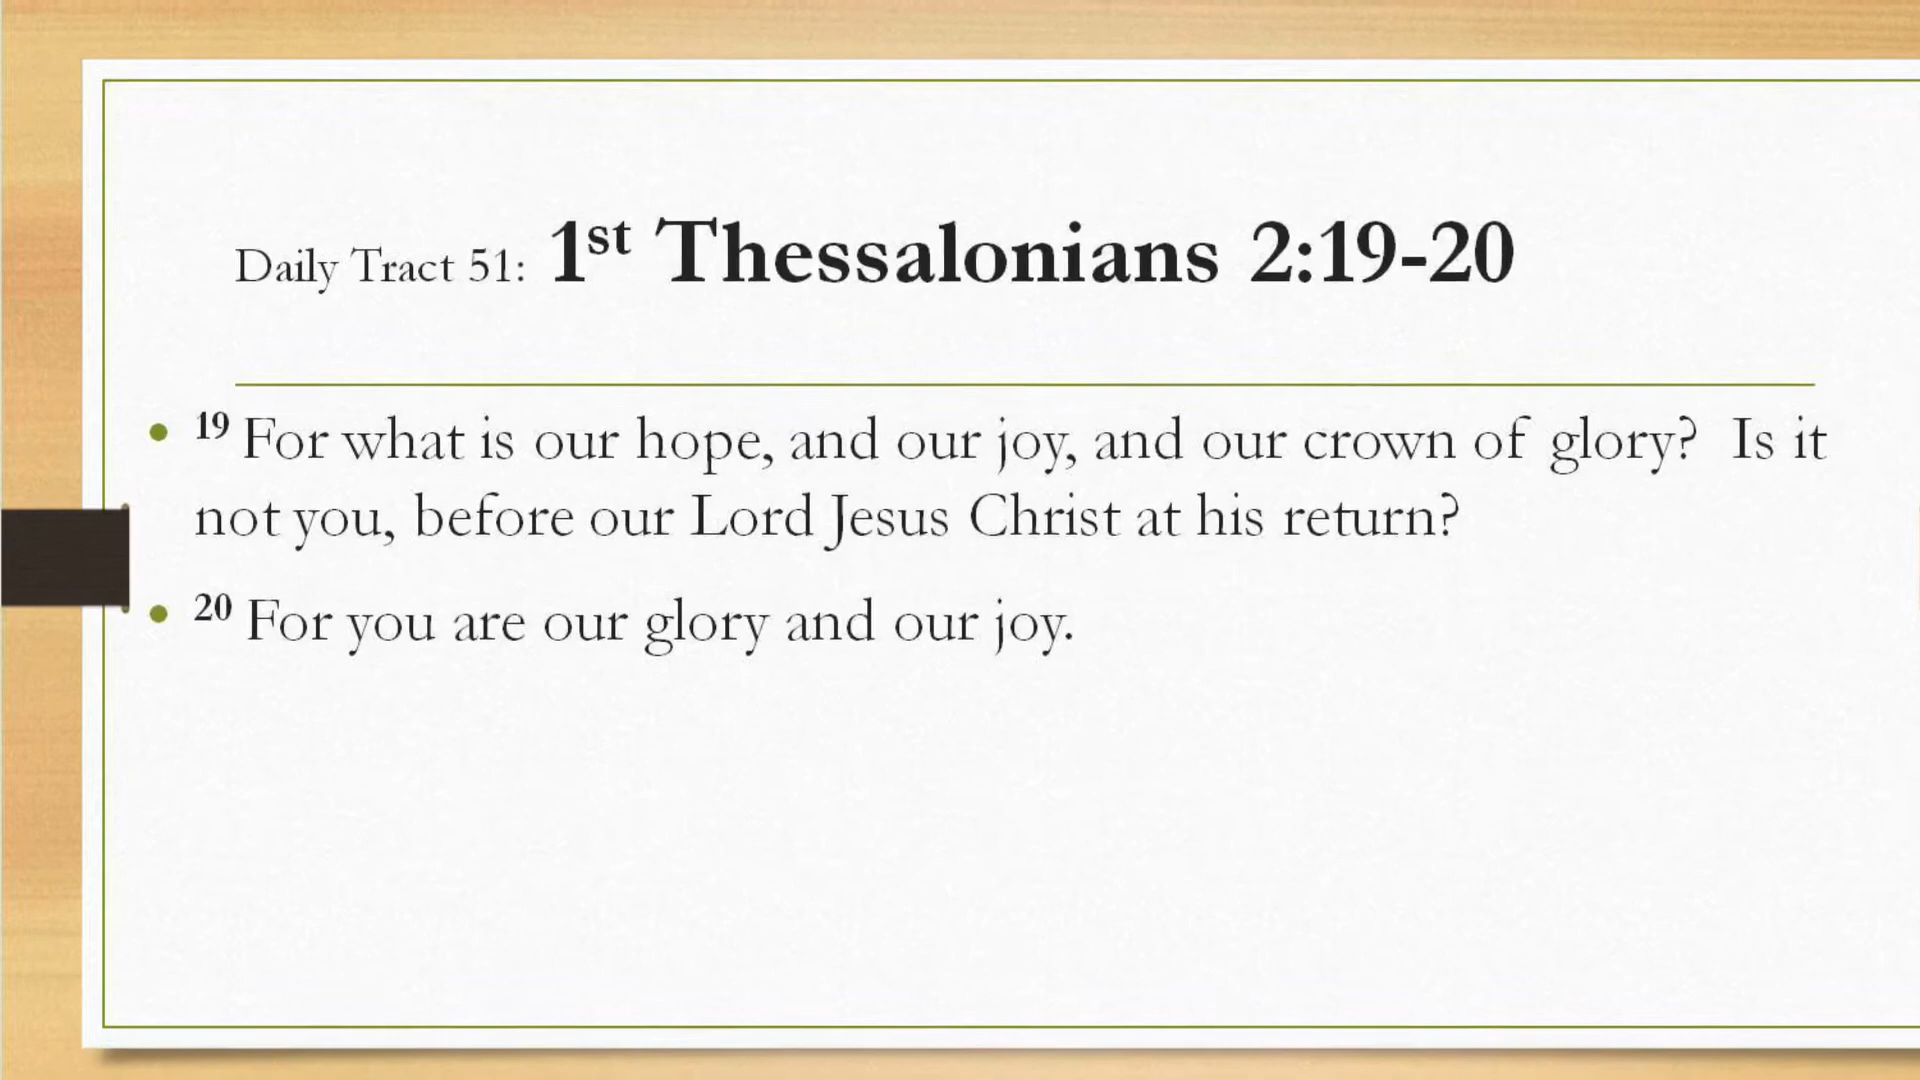 Daily Tract 51: 1st Thessalonians 2:19-20
• 19 For what is our hope, and our joy, and our crown of glory?  Is it
not you, before our Lord Jesus Christ at his return?
• 20 For you are our glory and our joy.